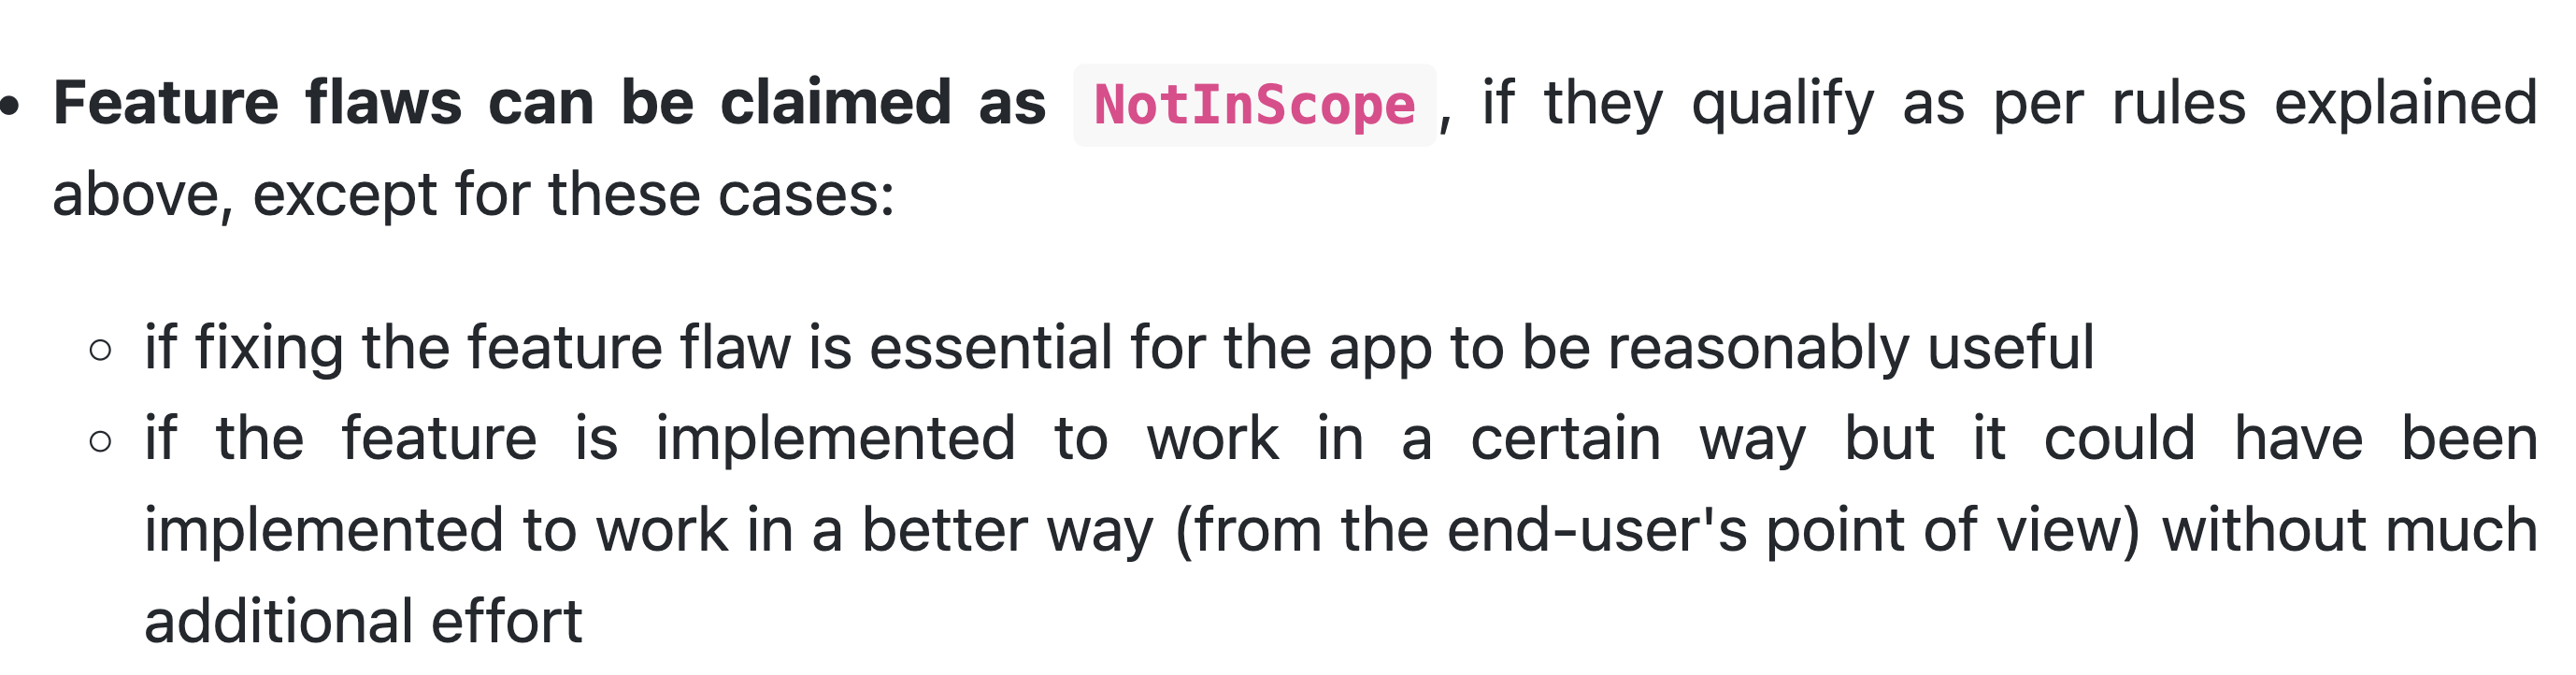 • Feature flaws can be claimed as NotInScope, if they qualify as per rules explained
above, except for these cases:
◦ if fixing the feature flaw is essential for the app to be reasonably useful
◦ if the feature is implemented to work in a certain way but it could have been
implemented to work in a better way (from the end-user's point of view) without much
additional effort